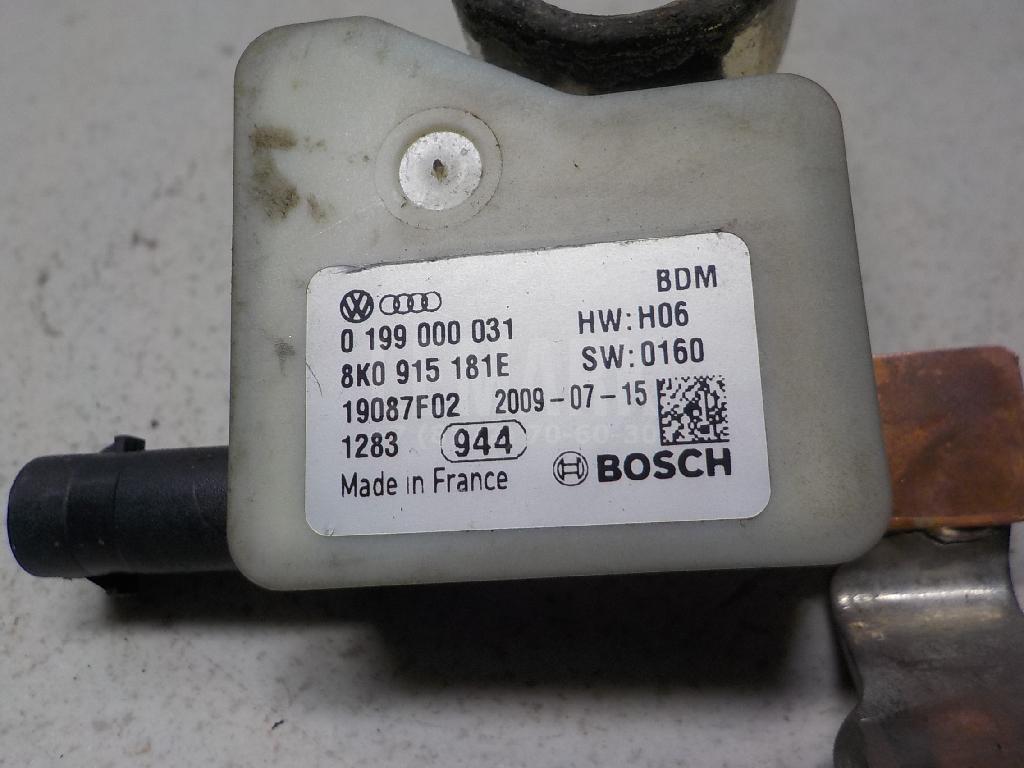 BDM
0 199 000 031 HW: H06
8K0 915 181E SW: 0160
19087F02 2009-07-15
1283 944
Made in France BOSCH